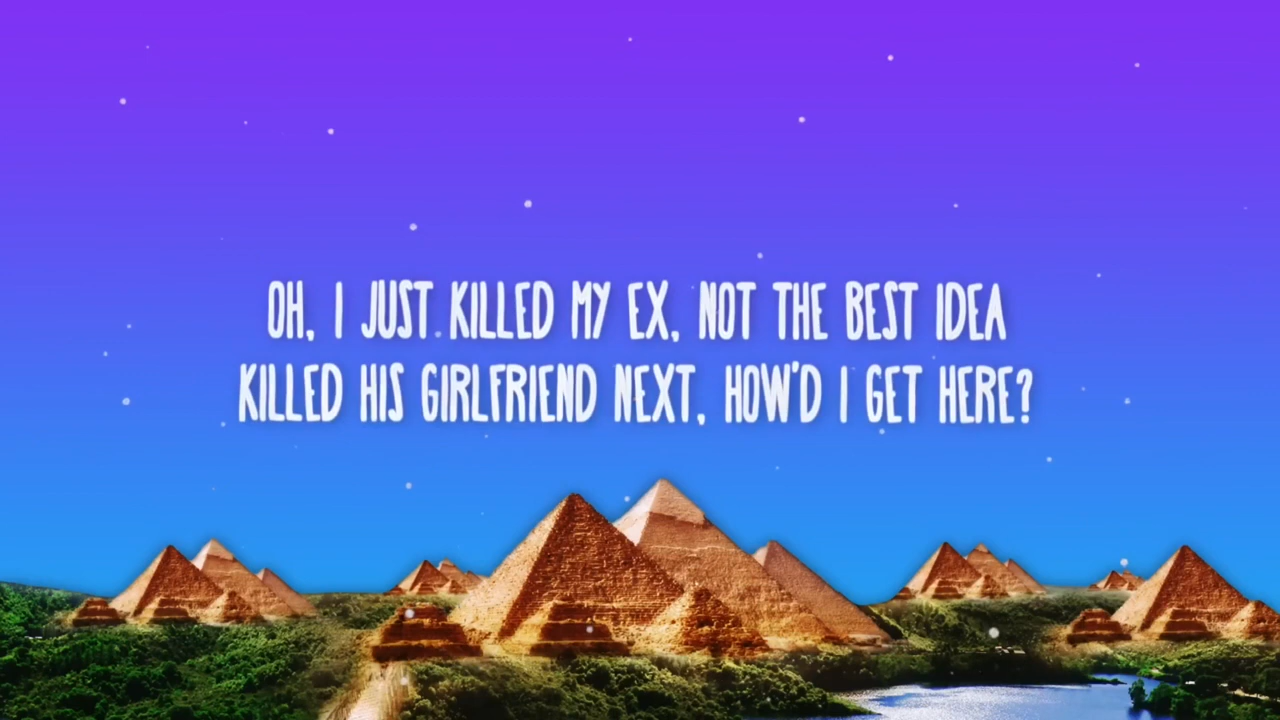 OH, I JUST KILLED MY EX, NOT THE BEST IDEA
KILLED HIS GIRLFRIEND NEXT, HOW'D I GET HERE?